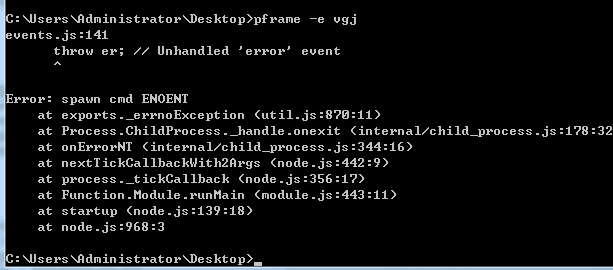 C:\Users\Administrator\Desktop>pframe -e vgj
events.js:141
      throw er; // Unhandled 'error' event
      ^

Error: spawn cmd ENOENT
    at exports._errnoException (util.js:870:11)
    at Process.ChildProcess._handle.onexit (internal/child_process.js:178:32
    at onErrorNT (internal/child_process.js:344:16)
    at nextTickCallbackWith2Args (node.js:442:9)
    at process._tickCallback (node.js:356:17)
    at Function.Module.runMain (module.js:443:11)
    at startup (node.js:139:18)
    at node.js:968:3

C:\Users\Administrator\Desktop>_